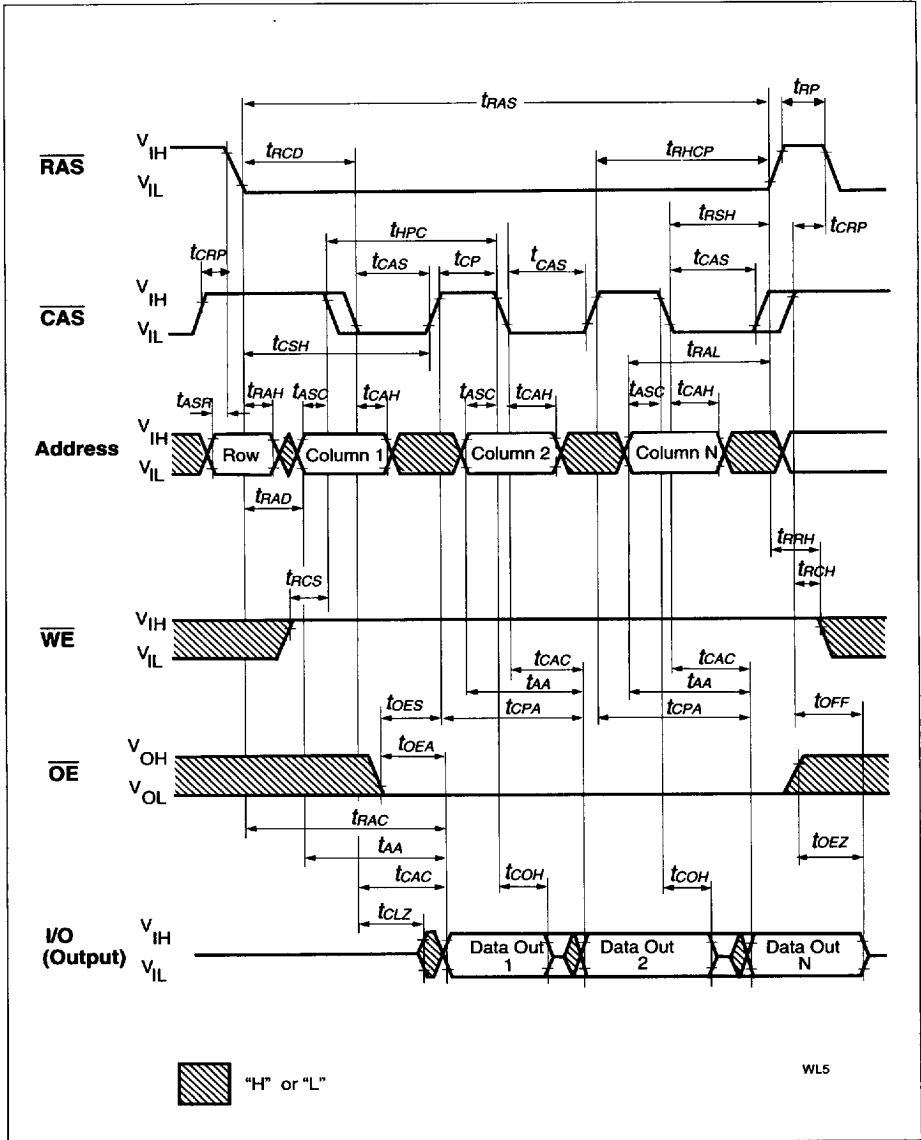 tRAS
tRP
RAS
VIH
VIL
tRCD
tRHCP
tRSH
tHPC
tCRP
tCAS
tCP
tCAS
tCAS
tCRP
CAS
VIH
VIL
tCSH
tRAL
tASR
tRAH
tASC
tCAH
tASC
tCAH
tASC
tCAH
Address
VIH
VIL
Row
Column 1
Column 2
Column N
tRAD
tRRH
tRCS
tRCH
WE
VIH
VIL
tCAC
tCAC
tAA
tAA
tOES
tCPA
tCPA
tOFF
tOEA
OE
VOH
VOL
tRAC
tAA
tOEZ
tCAC
tCOH
tCOH
tCLZ
I/O
(Output)
VIH
VIL
Data Out
1
Data Out
2
Data Out
N
"H" or "L"
WL5